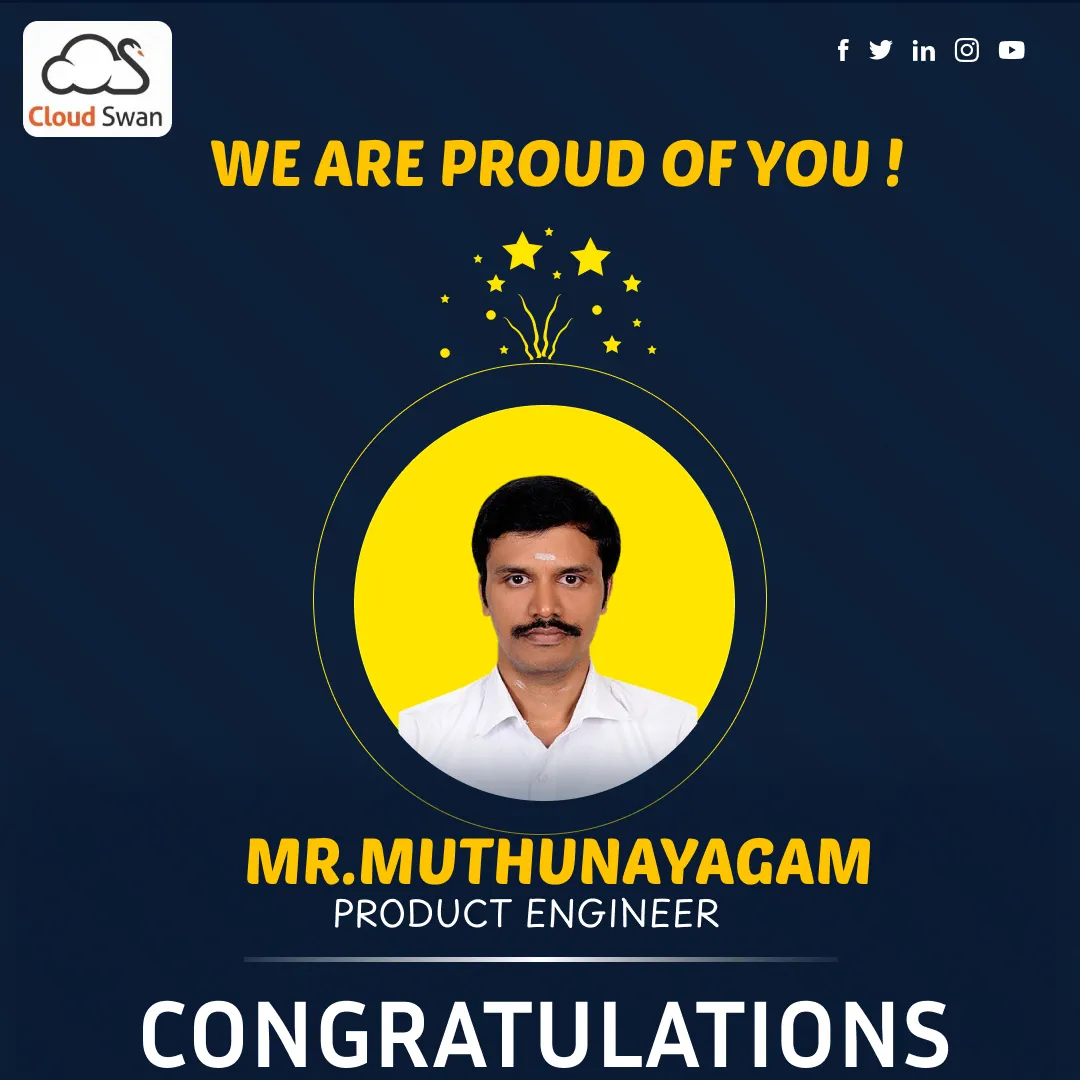 Cloud Swan
WE ARE PROUD OF YOU !
MR.MUTHUNAYAGAM
PRODUCT ENGINEER
CONGRATULATIONS